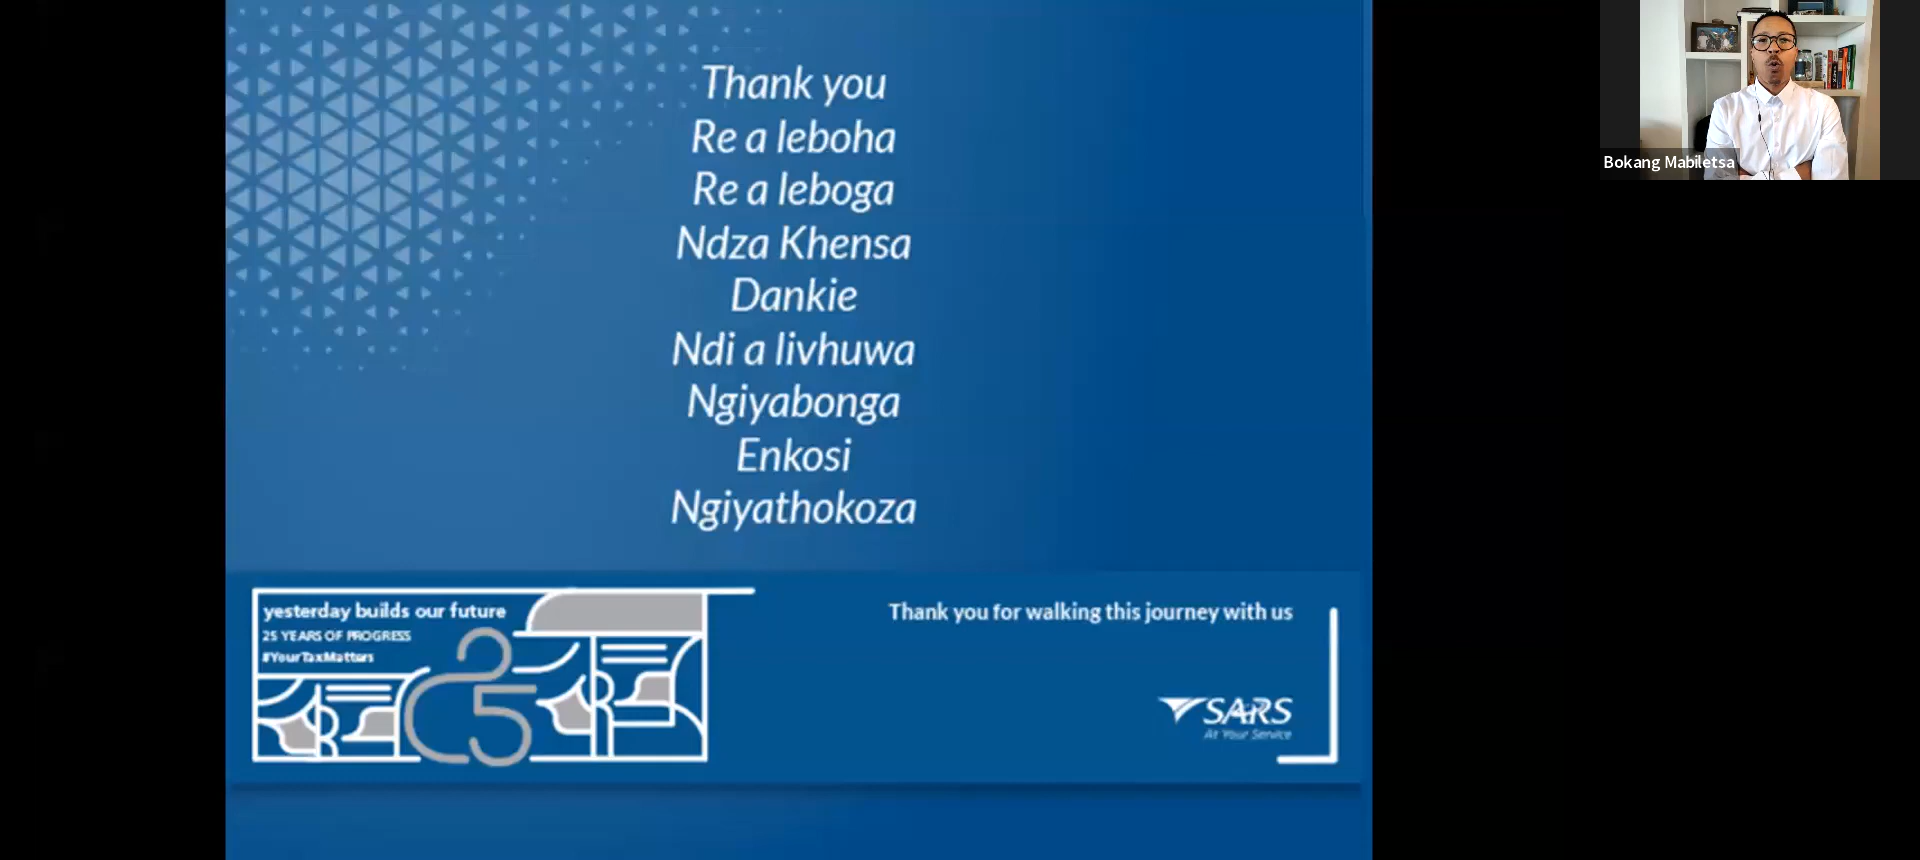 Thank you
Re a leboha
Re a leboga
Ndza Khensa
Dankie
Ndi a livhuwa
Ngiyabonga
Enkosi
Ngiyathokoza
yesterday builds our future
25 YEARS OF PROGRESS
#YourTaxMatters
25
Thank you for walking this journey with us
SARS
At Your Service
Bokang Mabiletsa